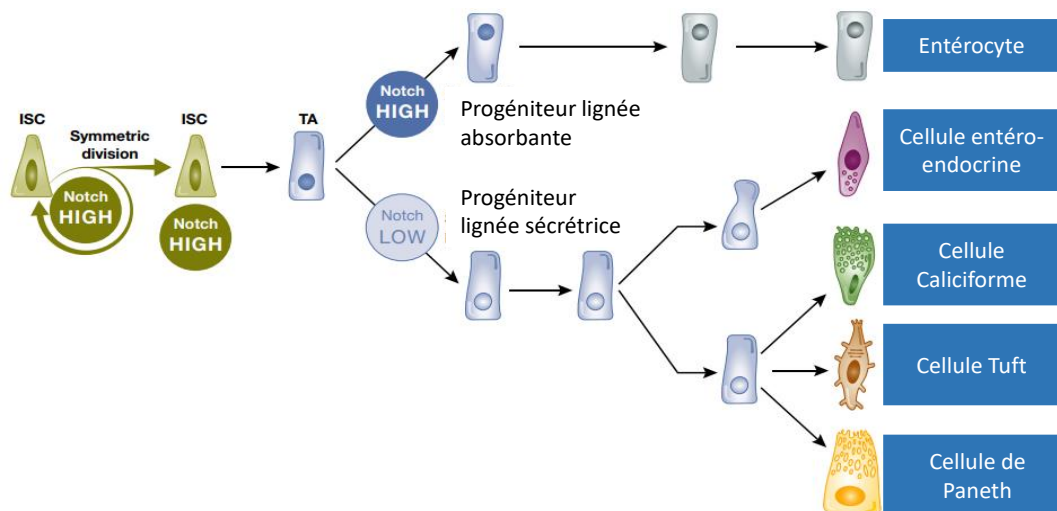 ISC
Symmetric
division
Notch
HIGH
ISC
Notch
HIGH
TA
Notch
HIGH
Progéniteur lignée
absorbante
Notch
LOW
Progéniteur
lignée sécrétrice
Entérocyte
Cellule entéro-
endocrine
Cellule
Caliciforme
Cellule Tuft
Cellule de
Paneth